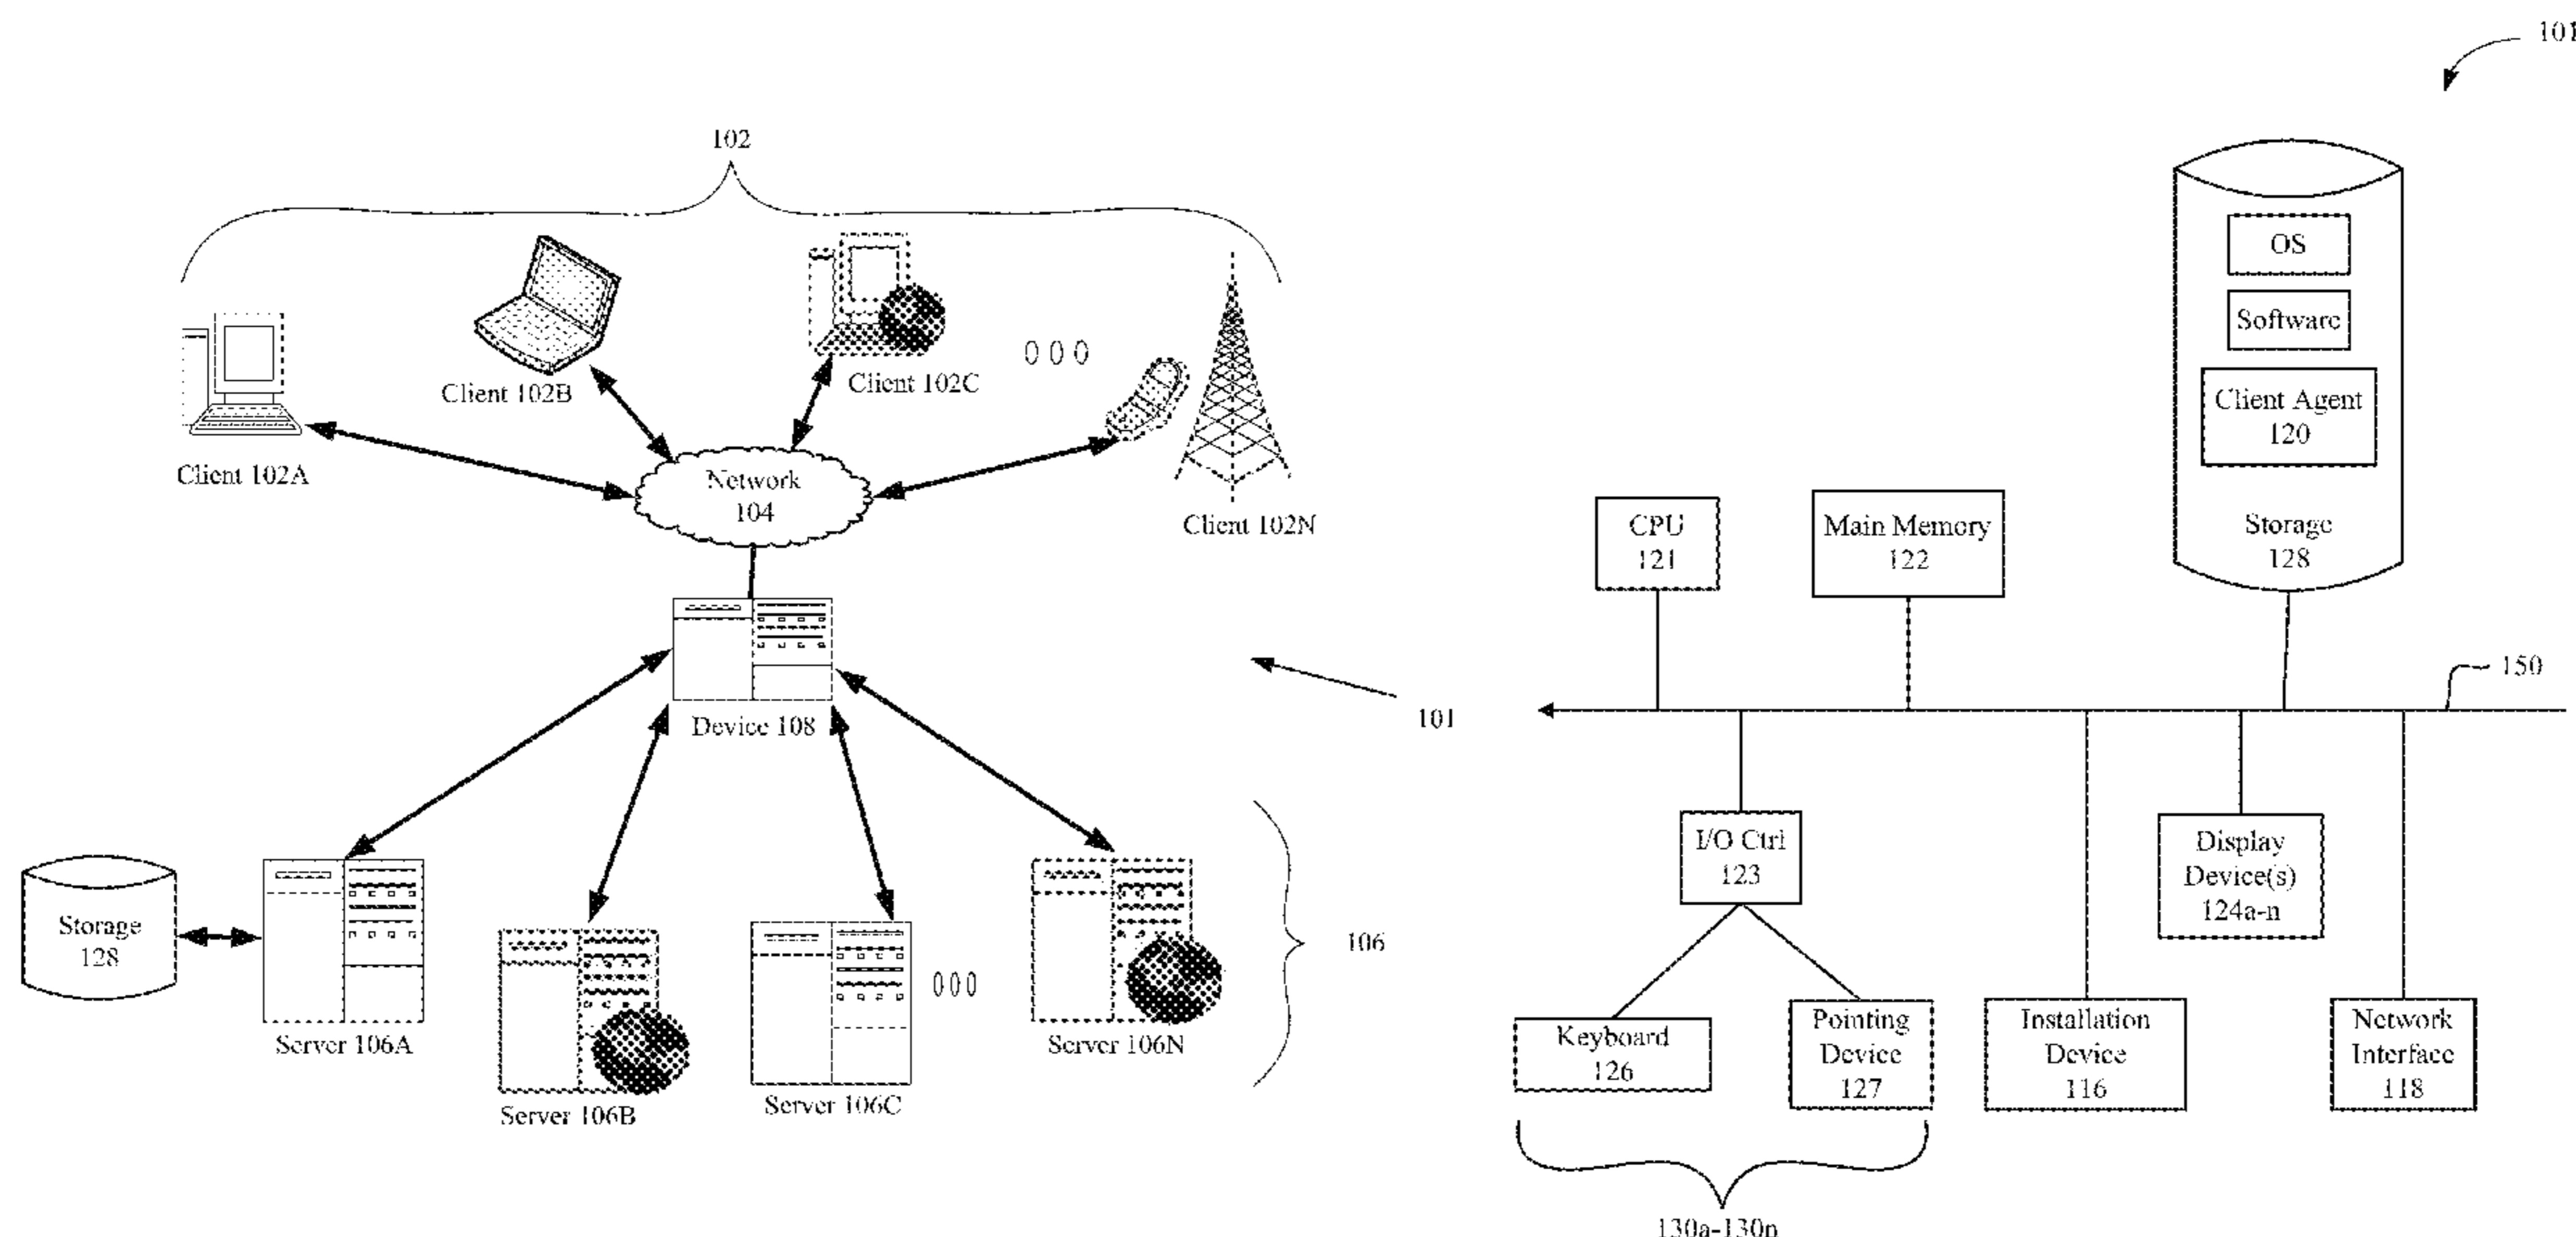 102
Client 102A
Client 102B
Client 102C
000
Client 102N
Network
104
Device 108
101
Storage
128
Server 106A
Server 106B
Server 106C
000
Server 106N
106
101
OS
Software
Client Agent
120
Storage
128
CPU
121
Main Memory
122
150
I/O Ctrl
123
Display
Device(s)
124a-n
Keyboard
126
Pointing
Device
127
Installation
Device
116
Network
Interface
118
130a-130n